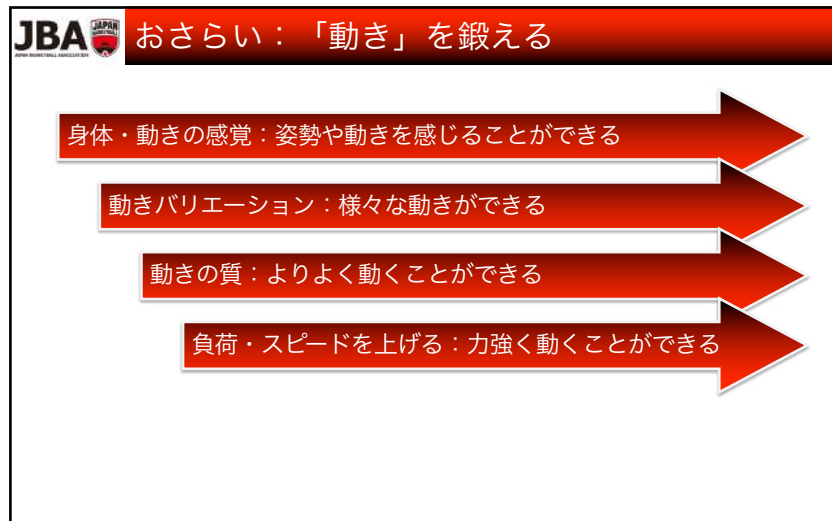 JBA
JAPAN
BASKETBALL
JAPAN BASKETBALL ASSOCIATION
おさらい：「動き」を鍛える
身体・動きの感覚：姿勢や動きを感じることができる
動きバリエーション：様々な動きができる
動きの質：よりよく動くことができる
負荷・スピードを上げる：力強く動くことができる